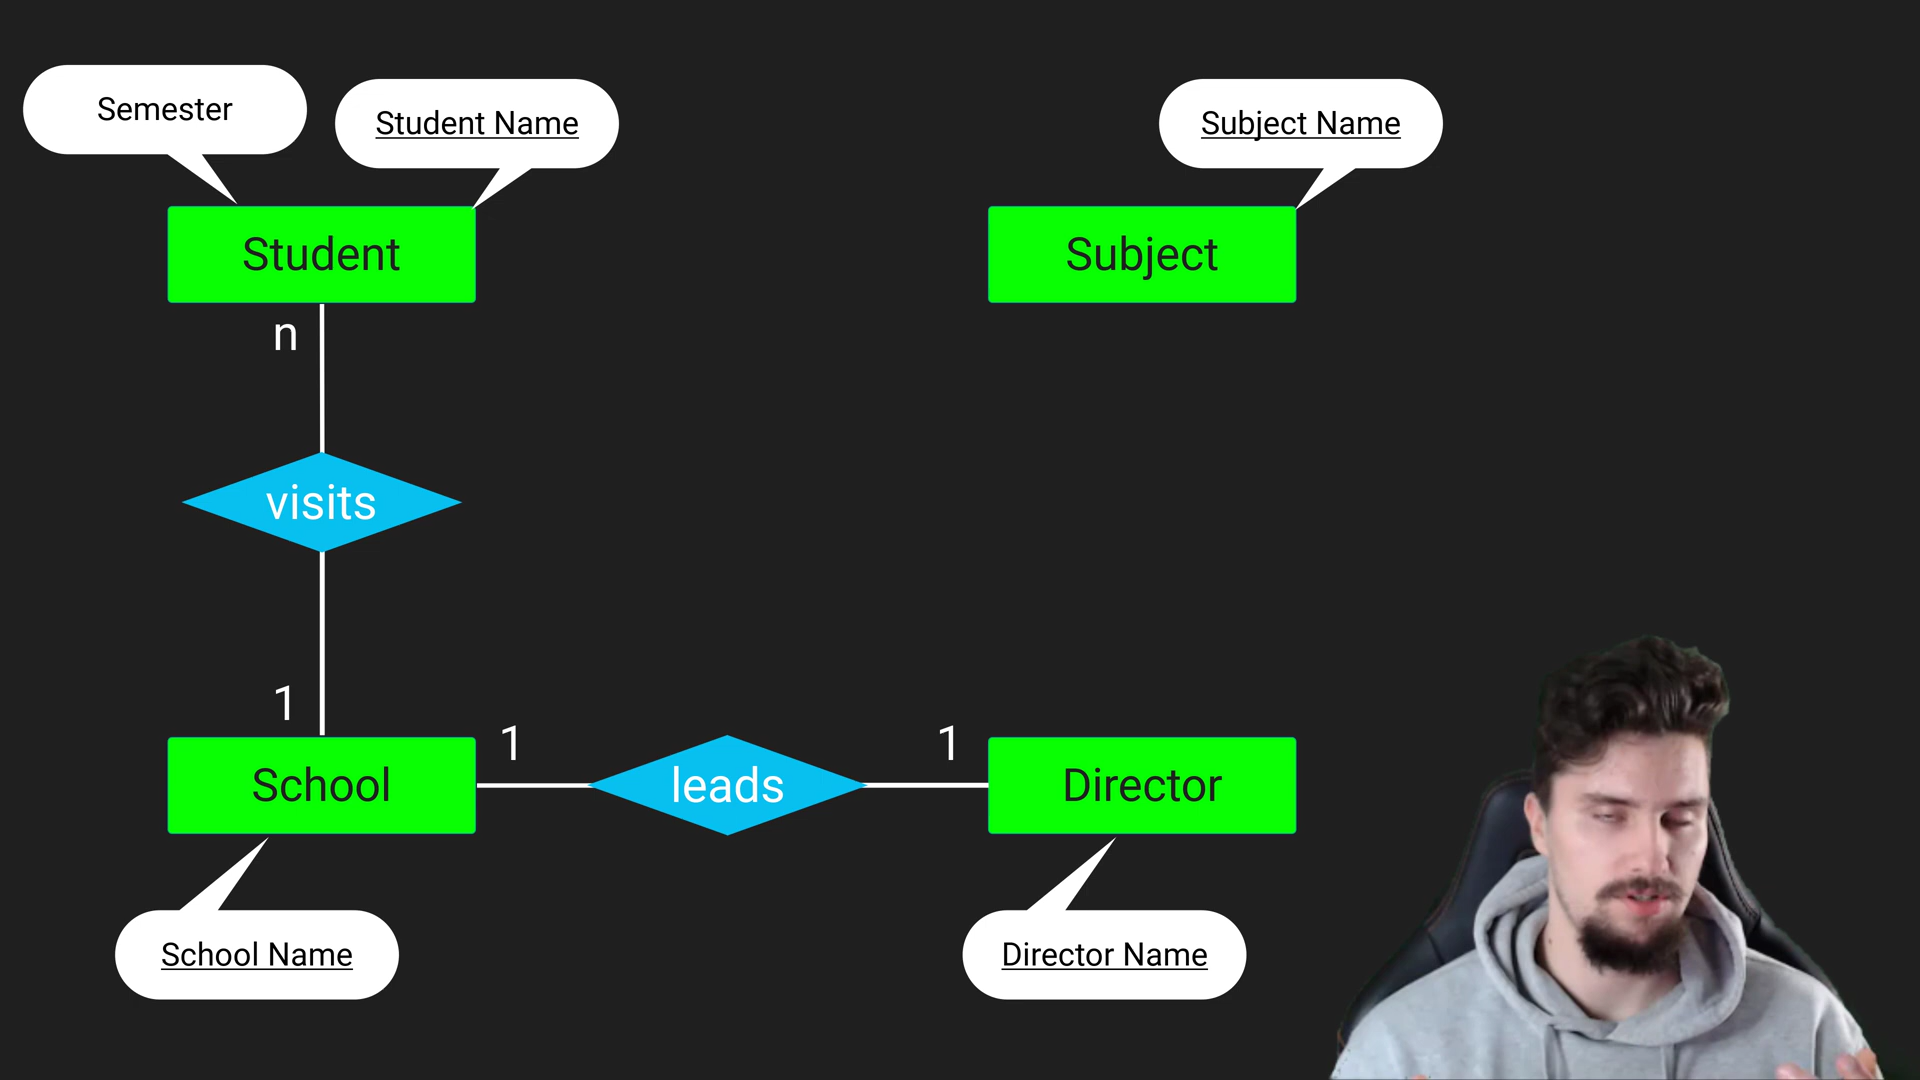 Semester
Student Name
Subject Name
Student
Subject
n
visits
1
1
1
School
leads
Director
School Name
Director Name